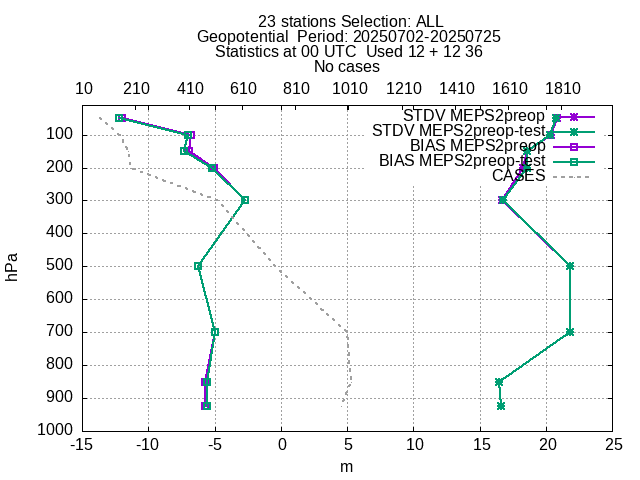 23 stations Selection: ALL
Geopotential  Period: 20250702-20250725
Statistics at 00 UTC  Used 12 + 12 36
No cases
10 210 410 610 810 1010 1210 1410 1610 1810
STDV MEPS2preop
STDV MEPS2preop-test
BIAS MEPS2preop
BIAS MEPS2preop-test
CASES
100
200
300
400
500
600
700
800
900
1000
hPa
-15 -10 -5 0 5 10 15 20 25
m